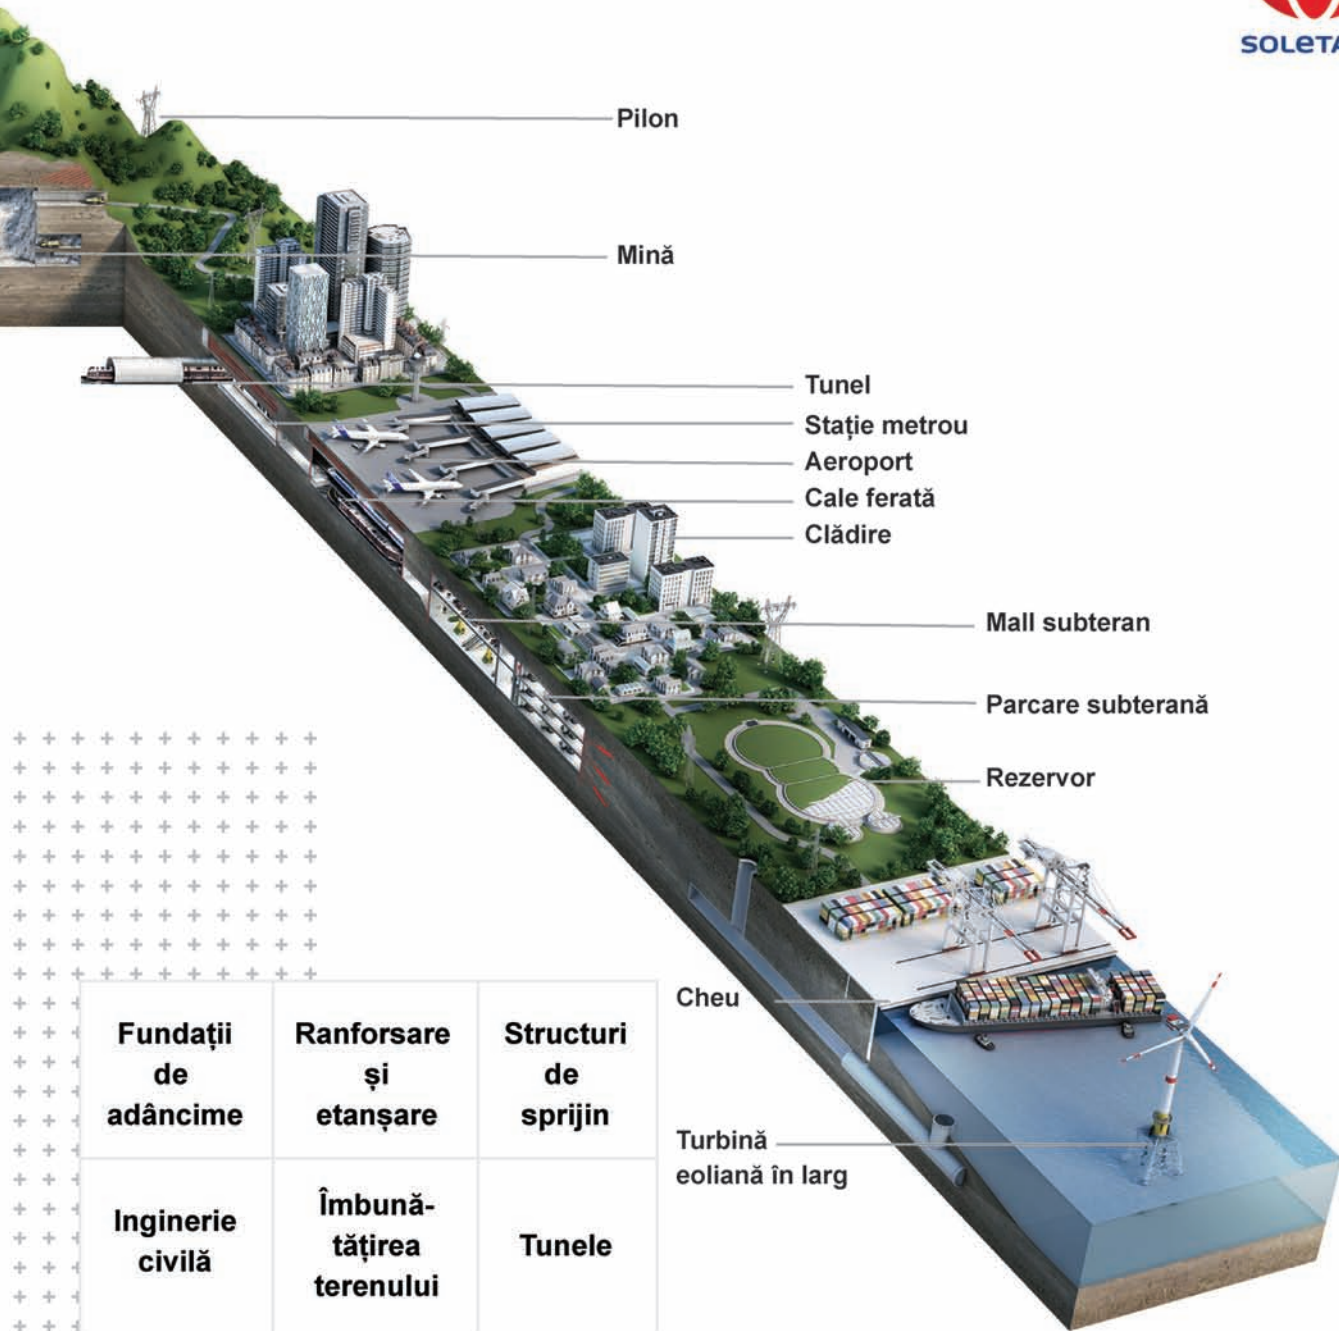 Pilon
Mină
Tunel
Stație metrou
Aeroport
Cale ferată
Clădire
Mall subteran
Parcare subterană
Rezervor
Cheu
Turbină
eoliană în larg
Fundații
de
adâncime
Ranforsare
și
etanșare
Structuri
de
sprijin
Inginerie
civilă
Îmbună-
tățirea
terenului
Tunele